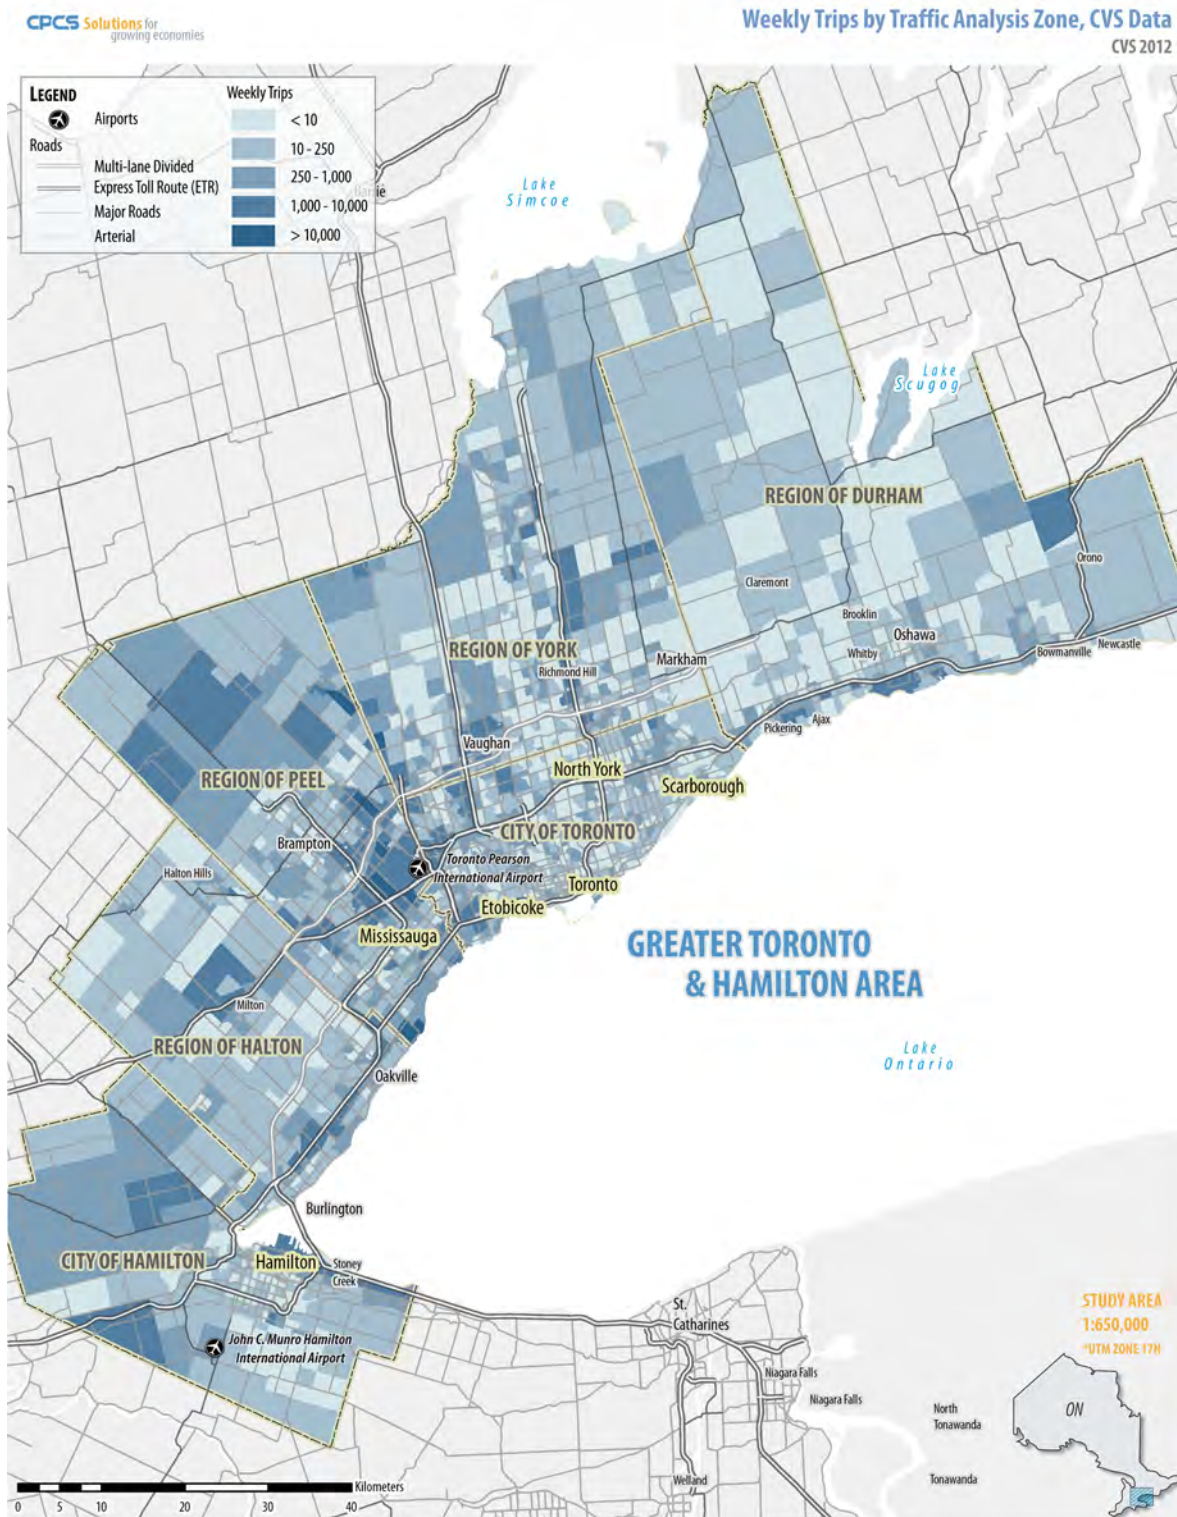 CPCS Solutions for
growing economies
Weekly Trips by Traffic Analysis Zone, CVS Data
CVS 2012
LEGEND
Weekly Trips
Airports
Roads
Multi-lane Divided
Express Toll Route (ETR)
Major Roads
Arterial
< 10
10 - 250
250 - 1,000
1,000 - 10,000
> 10,000
Lake
Simcoe
Lake
Scugog
REGION OF DURHAM
Orono
Claremont
Brooklin
Oshawa
Whitby
Bowmanville
Newcastle
REGION OF YORK
Richmond Hill
Markham
Pickering
Ajax
Vaughan
North York
Scarborough
REGION OF PEEL
CITY OF TORONTO
Brampton
Toronto Pearson
International Airport
Halton Hills
Toronto
Etobicoke
Mississauga
GREATER TORONTO
& HAMILTON AREA
Milton
REGION OF HALTON
Lake
Ontario
Oakville
Burlington
CITY OF HAMILTON
Hamilton
Stoney
Creek
John C. Munro Hamilton
International Airport
St.
Catharines
Niagara Falls
Niagara Falls
North
Tonawanda
Tonawanda
Welland
STUDY AREA
1:650,000
*UTM ZONE 17H
ON
Kilometers
0 5 10 20 30 40